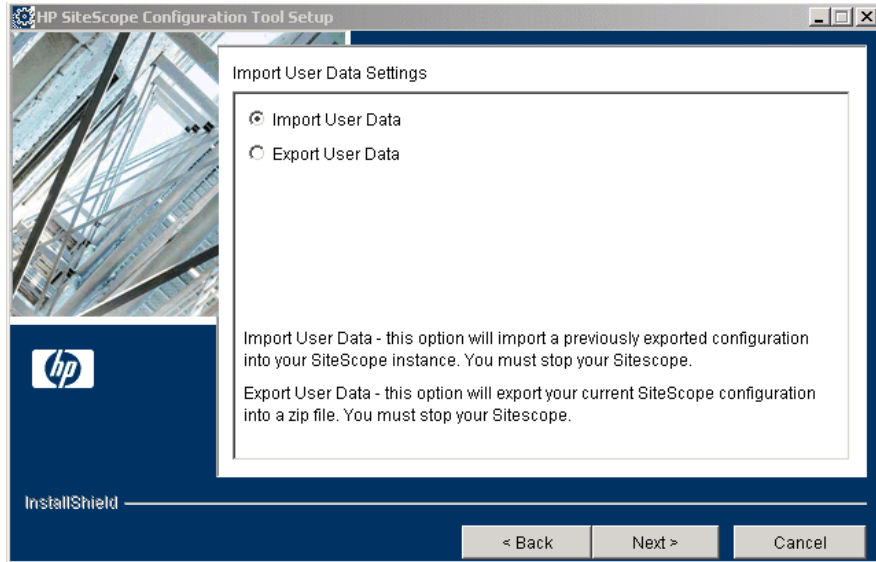 HP SiteScope Configuration Tool Setup
Import User Data Settings
Import User Data
Export User Data
Import User Data - this option will import a previously exported configuration
into your SiteScope instance. You must stop your Sitescope.
Export User Data - this option will export your current SiteScope configuration
into a zip file. You must stop your Sitescope.
hp
InstallShield
< Back
Next >
Cancel